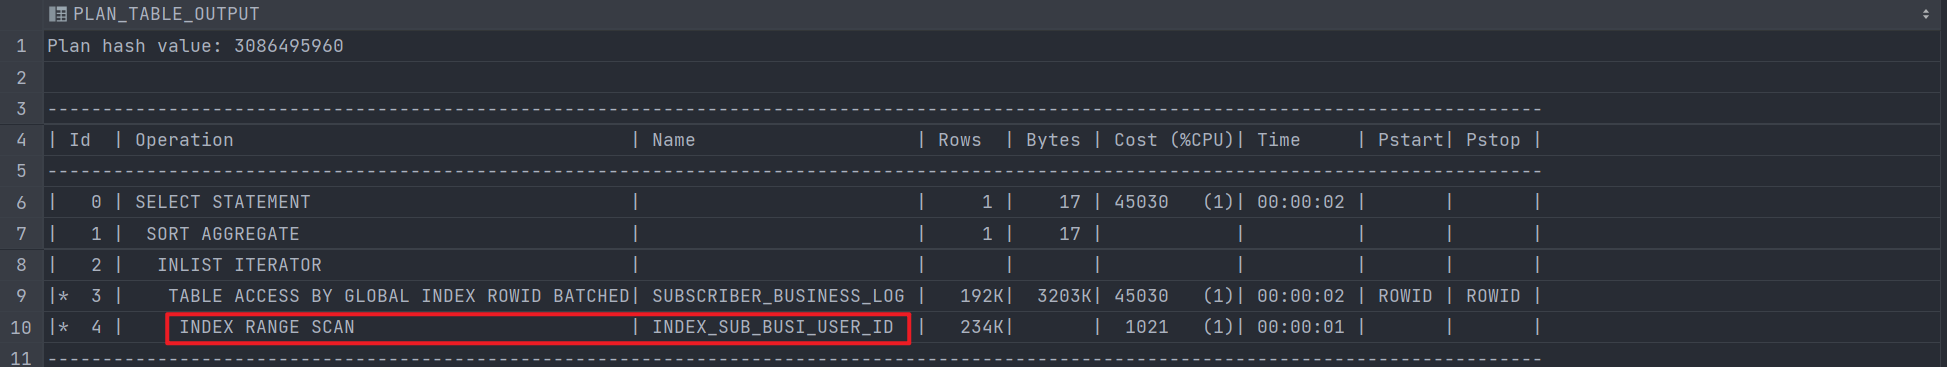 PLAN_TABLE_OUTPUT
1 Plan hash value: 3086495960
2
3 ----------------------------------------------------------------------------------------------------------------------------------------
4 | Id  | Operation                                    | Name                    | Rows  | Bytes | Cost (%CPU)| Time     | Pstart| Pstop |
5 ----------------------------------------------------------------------------------------------------------------------------------------
6 |   0 | SELECT STATEMENT                             |                         |     1 |    17 | 45030   (1)| 00:00:02 |       |       |
7 |   1 |  SORT AGGREGATE                              |                         |     1 |    17 |            |          |       |       |
8 |   2 |   INLIST ITERATOR                            |                         |       |       |            |          |       |       |
9 |*  3 |    TABLE ACCESS BY GLOBAL INDEX ROWID BATCHED| SUBSCRIBER_BUSINESS_LOG |   192K|  3203K| 45030   (1)| 00:00:02 | ROWID | ROWID |
10 |*  4 |     INDEX RANGE SCAN                         | INDEX_SUB_BUSI_USER_ID  |   234K|       |  1021   (1)| 00:00:01 |       |       |
11 ----------------------------------------------------------------------------------------------------------------------------------------